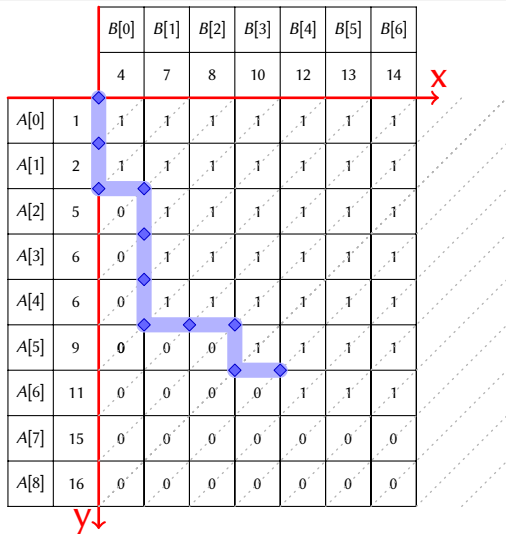 B[0] B[1] B[2] B[3] B[4] B[5] B[6]
4 7 8 10 12 13 14
x
A[0] 1 1 1 1 1 1 1 1
A[1] 2 1 1 1 1 1 1 1
A[2] 5 0 1 1 1 1 1 1
A[3] 6 0 1 1 1 1 1 1
A[4] 6 0 1 1 1 1 1 1
A[5] 9 0 0 0 1 1 1 1
A[6] 11 0 0 0 0 1 1 1
A[7] 15 0 0 0 0 0 0 0
A[8] 16 0 0 0 0 0 0 0
y